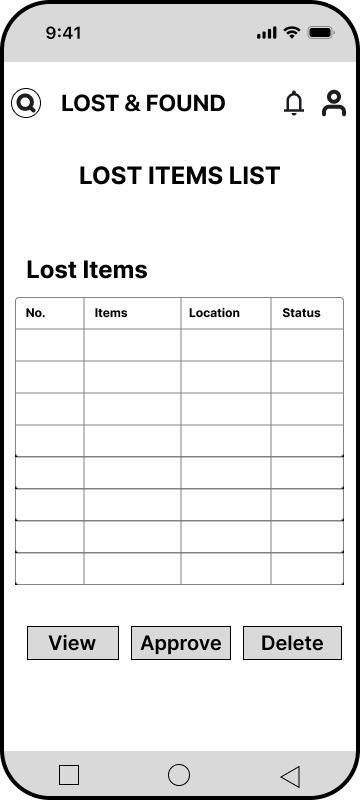 9:41
LOST & FOUND
LOST ITEMS LIST
Lost Items
No. Items Location Status
View Approve Delete